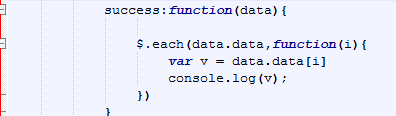 success:function(data){
$.each(data.data,function(i){
var v = data.data[i]
console.log(v);
})
}